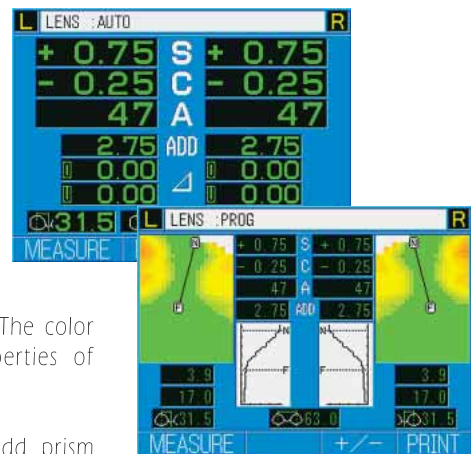 L LENS :AUTO R
+ 0.75 S + 0.75
- 0.25 C - 0.25
47 A 47
2.75 ADD 2.75
I 0.00 I 0.00
U 0.00 U 0.00
31.5
MEASURE
L LENS :PROG R
N + 0.75 S + 0.75 N
- 0.25 C - 0.25
47 A 47
F 2.75 ADD 2.75 F
N N
F F
3.9 3.9
17.0 17.0
31.5 63.0 31.5
MEASURE +/- PRINT
The color
perties of
dd prism